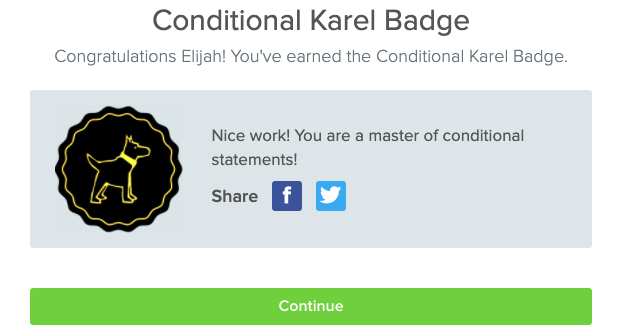 Conditional Karel Badge
Congratulations Elijah! You've earned the Conditional Karel Badge.
Nice work! You are a master of conditional
statements!
Share
Continue